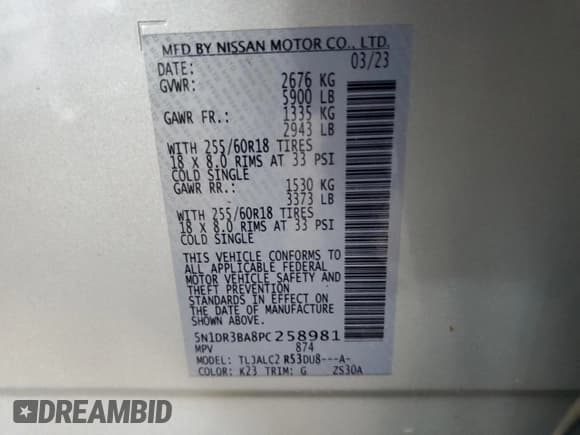 MFD BY NISSAN MOTOR CO., LTD.
DATE: 03/23
GVWR: 2676 KG
5900 LB
GAWR FR.: 1335 KG
2943 LB
WITH 255/60R18 TIRES
18 X 8.0 RIMS AT 33 PSI
COLD SINGLE
GAWR RR.: 1530 KG
3373 LB
WITH 255/60R18 TIRES
18 X 8.0 RIMS AT 33 PSI
COLD SINGLE
THIS VEHICLE CONFORMS TO
ALL APPLICABLE FEDERAL
MOTOR VEHICLE SAFETY AND
THEFT PREVENTION
STANDARDS IN EFFECT ON
THE DATE OF MANUFACTURE
SHOWN ABOVE.
5N1DR3BA8PC258981
MPV 874
MODEL: TLJALC2 R53DU8---A-
COLOR: K23 TRIM: G ZS30A
DREAMBID